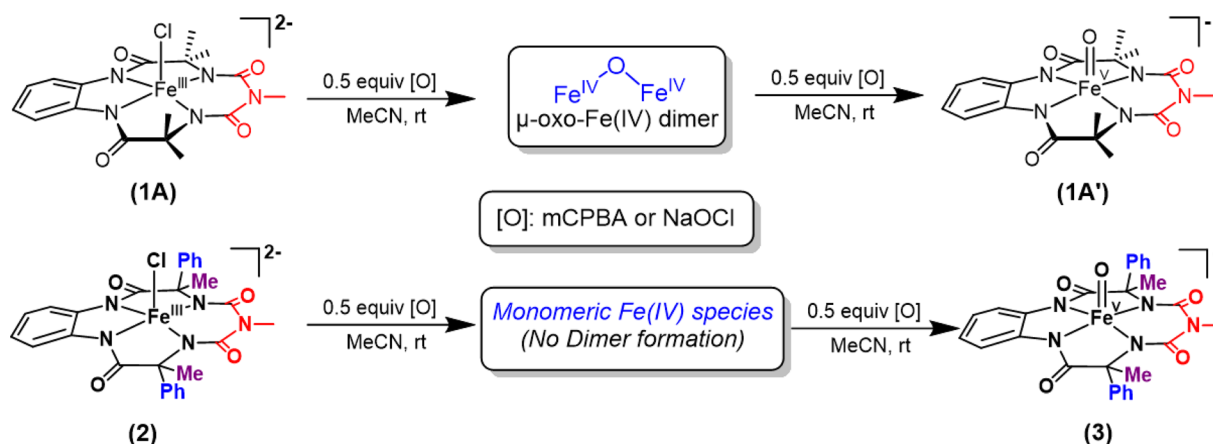 Cl
2-
O
N
N
O
Fe III
N
N
N
O
O
(1A)
0.5 equiv [O]
MeCN, rt
O
Fe IV Fe IV
μ-oxo-Fe(IV) dimer
0.5 equiv [O]
MeCN, rt
O
-
O
N
N
O
Fe V
N
N
N
O
O
(1A')
[O]: mCPBA or NaOCl
Cl
Ph
2-
O
Me
N
N
O
Fe III
N
N
N
O
O
Me
Ph
(2)
0.5 equiv [O]
MeCN, rt
Monomeric Fe(IV) species
(No Dimer formation)
0.5 equiv [O]
MeCN, rt
O
Ph
O
Me
N
N
O
Fe V
N
N
N
O
O
Me
Ph
(3)